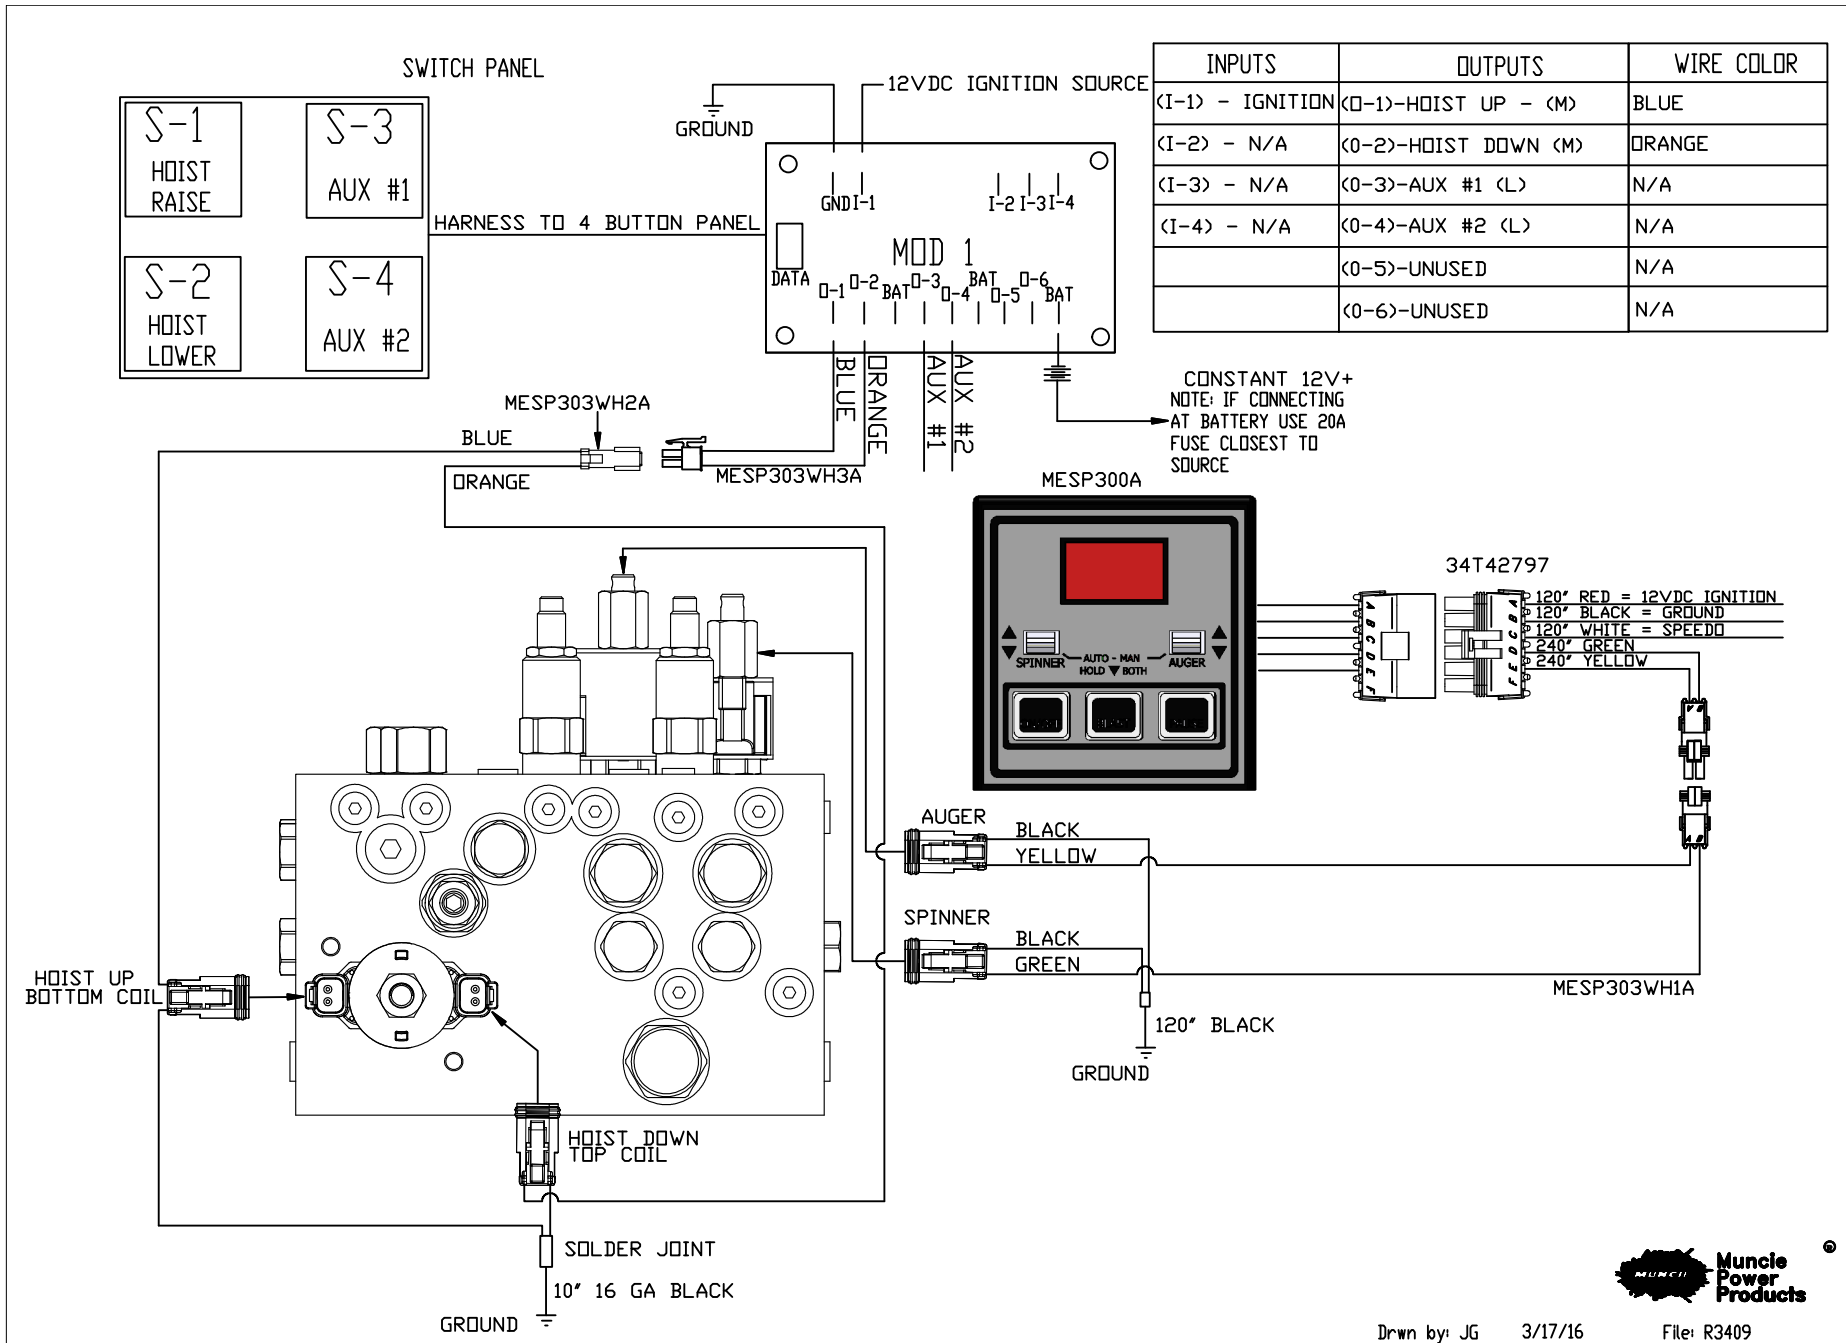 SWITCH PANEL
S-1
HOIST
RAISE
S-3
AUX #1
S-2
HOIST
LOWER
S-4
AUX #2
HARNESS TO 4 BUTTON PANEL
GROUND
12VDC IGNITION SOURCE
GND I-1
I-2 I-3 I-4
MOD 1
DATA
O-1 O-2 BAT O-3 O-4 BAT O-5 O-6 BAT
BLUE
ORANGE
AUX #1
AUX #2
INPUTS OUTPUTS WIRE COLOR
(I-1) - IGNITION (O-1)-HOIST UP - (M) BLUE
(I-2) - N/A (0-2)-HOIST DOWN (M) ORANGE
(I-3) - N/A (0-3)-AUX #1 (L) N/A
(I-4) - N/A (0-4)-AUX #2 (L) N/A
(0-5)-UNUSED N/A
(0-6)-UNUSED N/A
CONSTANT 12V+
NOTE: IF CONNECTING
AT BATTERY USE 20A
FUSE CLOSEST TO
SOURCE
MESP303WH2A
BLUE
ORANGE
MESP303WH3A
MESP300A
SPINNER
AUTO - MAN
HOLD ▼ BOTH
AUGER
34T42797
A B C D E F
F E D C B A
120" RED = 12VDC IGNITION
120" BLACK = GROUND
120" WHITE = SPEEDO
240" GREEN
240" YELLOW
A B
AUGER
BLACK
YELLOW
SPINNER
BLACK
GREEN
MESP303WH1A
120" BLACK
GROUND
HOIST UP
BOTTOM COIL
HOIST DOWN
TOP COIL
SOLDER JOINT
10" 16 GA BLACK
GROUND
MUNCIE
Muncie
Power
Products
®
Drwn by: JG 3/17/16 File: R3409